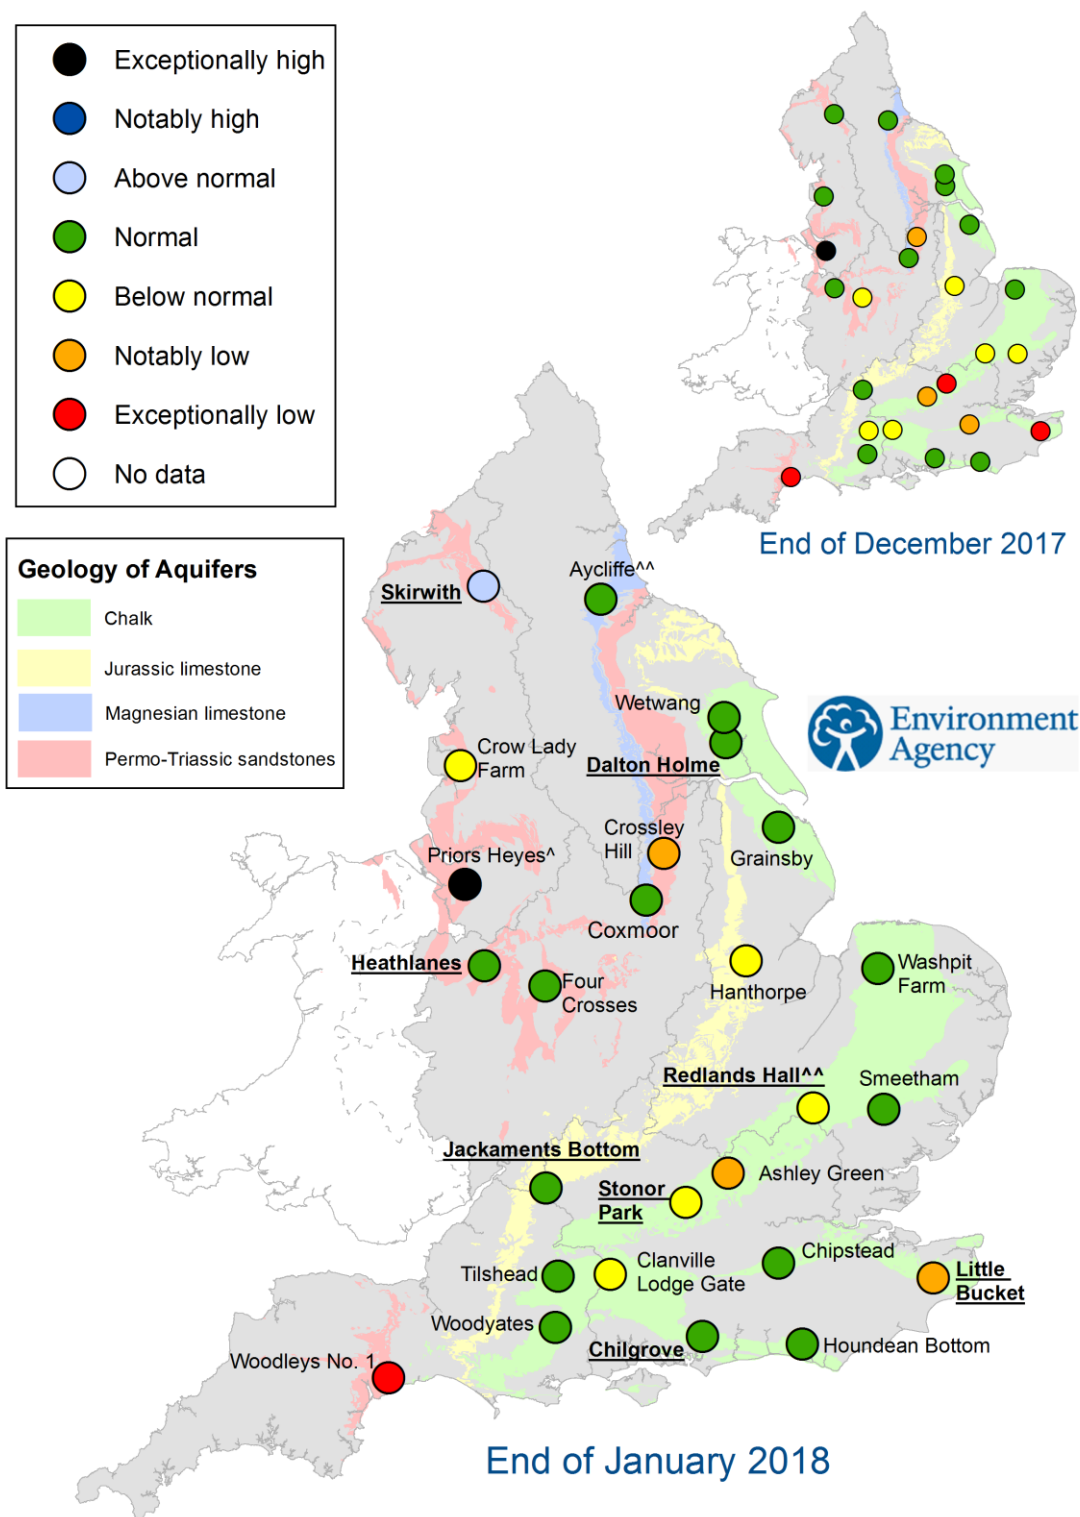 Exceptionally high
Notably high
Above normal
Normal
Below normal
Notably low
Exceptionally low
No data
End of December 2017
Geology of Aquifers
Chalk
Jurassic limestone
Magnesian limestone
Permo-Triassic sandstones
Environment
Agency
Aycliffe^^
Skirwith
Wetwang
Dalton Holme
Crow Lady
Farm
Crossley
Hill
Grainsby
Priors Heyes^
Coxmoor
Heathlanes
Four
Crosses
Hanthorpe
Washpit
Farm
Redlands Hall^^
Smeetham
Jackaments Bottom
Ashley Green
Stonor
Park
Chipstead
Clanville
Lodge Gate
Tilshead
Little
Bucket
Woodyates
Chilgrove
Houndean Bottom
Woodleys No. 1
End of January 2018